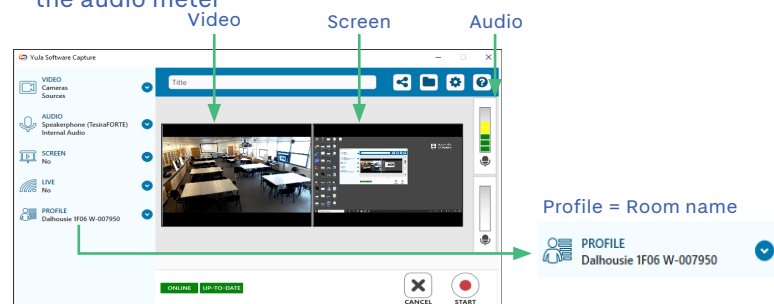 the audio meter
Video
Screen
Audio
YuJa Software Capture
VIDEO
Cameras
Sources
AUDIO
Speakerphone (TesiraFORTE)
Internal Audio
SCREEN
No
LIVE
No
PROFILE
Dalhousie 1F06 W-007950
Title
ONLINE
UP-TO-DATE
CANCEL
START
Profile = Room name
PROFILE
Dalhousie 1F06 W-007950